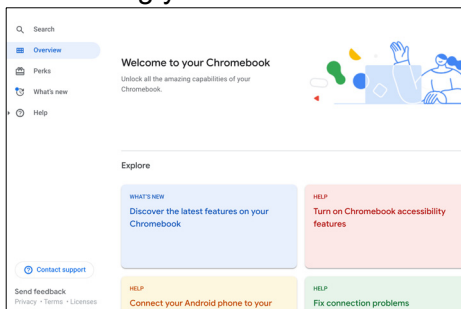 Search
Overview
Perks
What's new
Help
Welcome to your Chromebook
Unlock all the amazing capabilities of your
Chromebook.
Explore
WHAT'S NEW
Discover the latest features on your
Chromebook
HELP
Turn on Chromebook accessibility
features
HELP
Connect your Android phone to your
HELP
Fix connection problems
Contact support
Send feedback
Privacy • Terms • Licenses